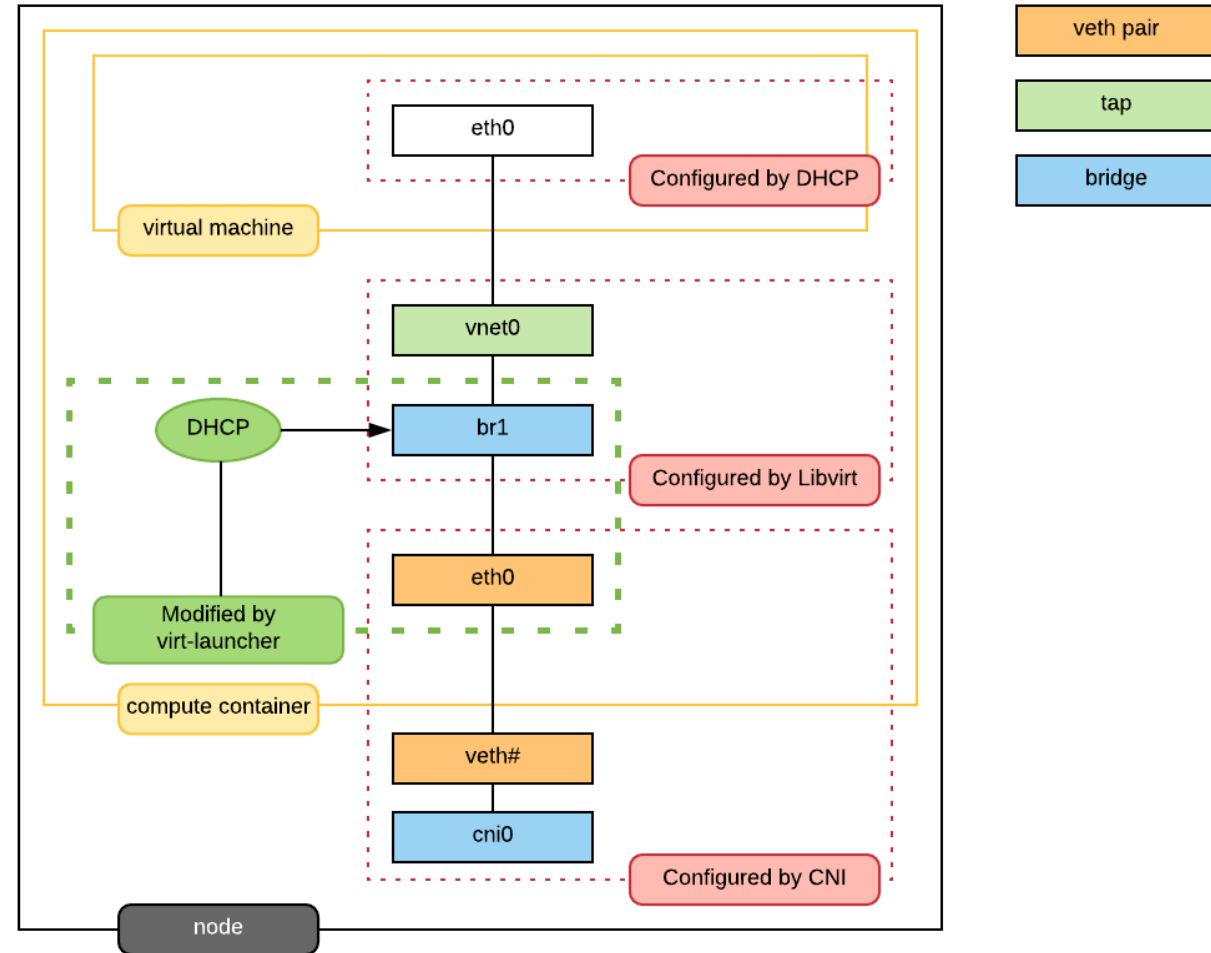 veth pair
tap
bridge
eth0
Configured by DHCP
virtual machine
vnet0
DHCP
br1
Configured by Libvirt
eth0
Modified by
virt-launcher
compute container
veth#
cni0
Configured by CNI
node